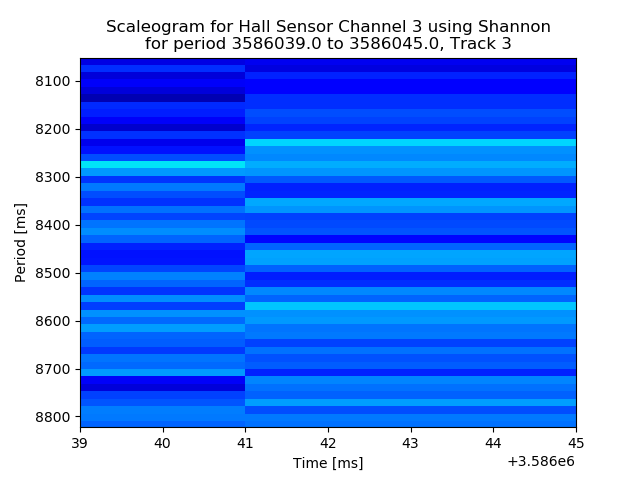 Scaleogram for Hall Sensor Channel 3 using Shannon
for period 3586039.0 to 3586045.0, Track 3
Period [ms]
8100
8200
8300
8400
8500
8600
8700
8800
39 40 41 42 43 44 45
Time [ms]
+3.586e6